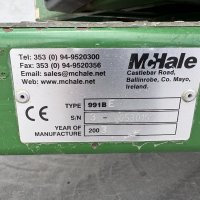 Tel: 353 (0) 94-9520300
Fax: 353 (0) 94-9520356
Email: sales@mchale.net
Web: www.mchale.net
McHale
Castlebar Road,
Ballinrobe, Co. Mayo,
Ireland.
TYPE 991B
S/N
YEAR OF
MANUFACTURE 200